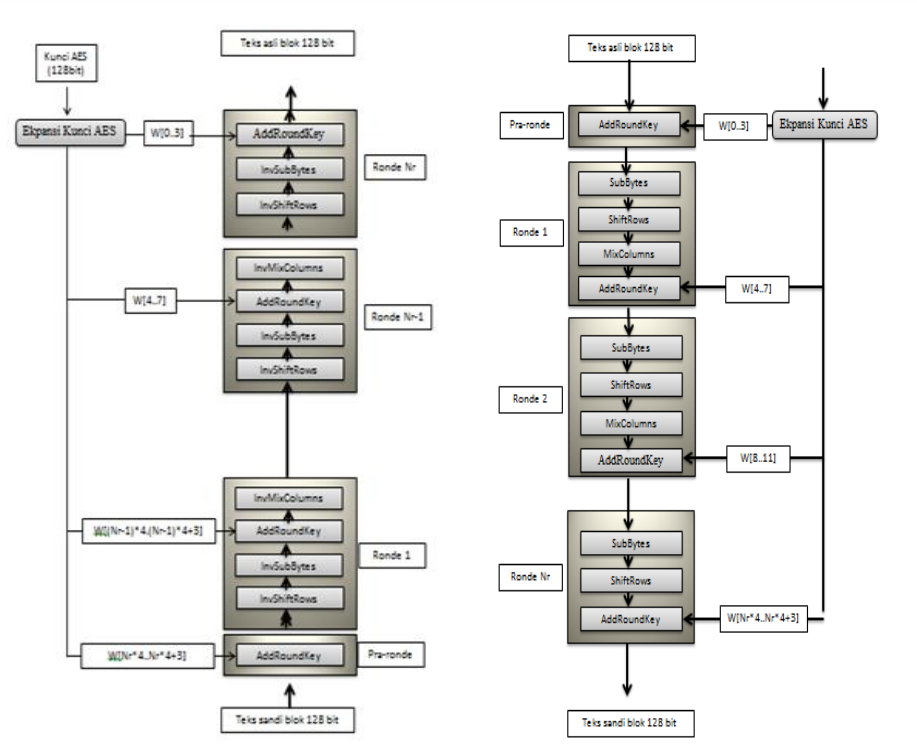 Teks asli blok 128 bit
Kunci AES
(128bit)
Ekpansi Kunci AES
W[0..3]
AddRoundKey
InvSubBytes
InvShiftRows
Ronde Nr
InvMixColumns
W[4..7]
AddRoundKey
InvSubBytes
InvShiftRows
Ronde Nr-1
InvMixColumns
W[(Nr-1)*4.(Nr-1)*4+3]
AddRoundKey
InvSubBytes
InvShiftRows
Ronde 1
W[Nr*4..Nr*4+3]
AddRoundKey
Pra-ronde
Teks sandi blok 128 bit
Teks asli blok 128 bit
Pra-ronde
AddRoundKey
W[0..3]
Ekpansi Kunci AES
SubBytes
ShiftRows
Ronde 1
MixColumns
AddRoundKey
W[4..7]
SubBytes
ShiftRows
Ronde 2
MixColumns
AddRoundKey
W[8..11]
SubBytes
Ronde Nr
ShiftRows
AddRoundKey
W[Nr*4..Nr*4+3]
Teks sandi blok 128 bit